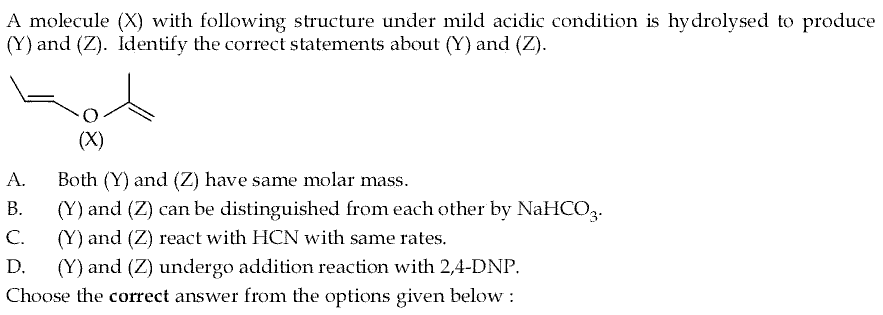 A molecule (X) with following structure under mild acidic condition is hydrolysed to produce
(Y) and (Z). Identify the correct statements about (Y) and (Z).
O
(X)
A. Both (Y) and (Z) have same molar mass.
B. (Y) and (Z) can be distinguished from each other by NaHCO₃.
C. (Y) and (Z) react with HCN with same rates.
D. (Y) and (Z) undergo addition reaction with 2,4-DNP.
Choose the correct answer from the options given below :